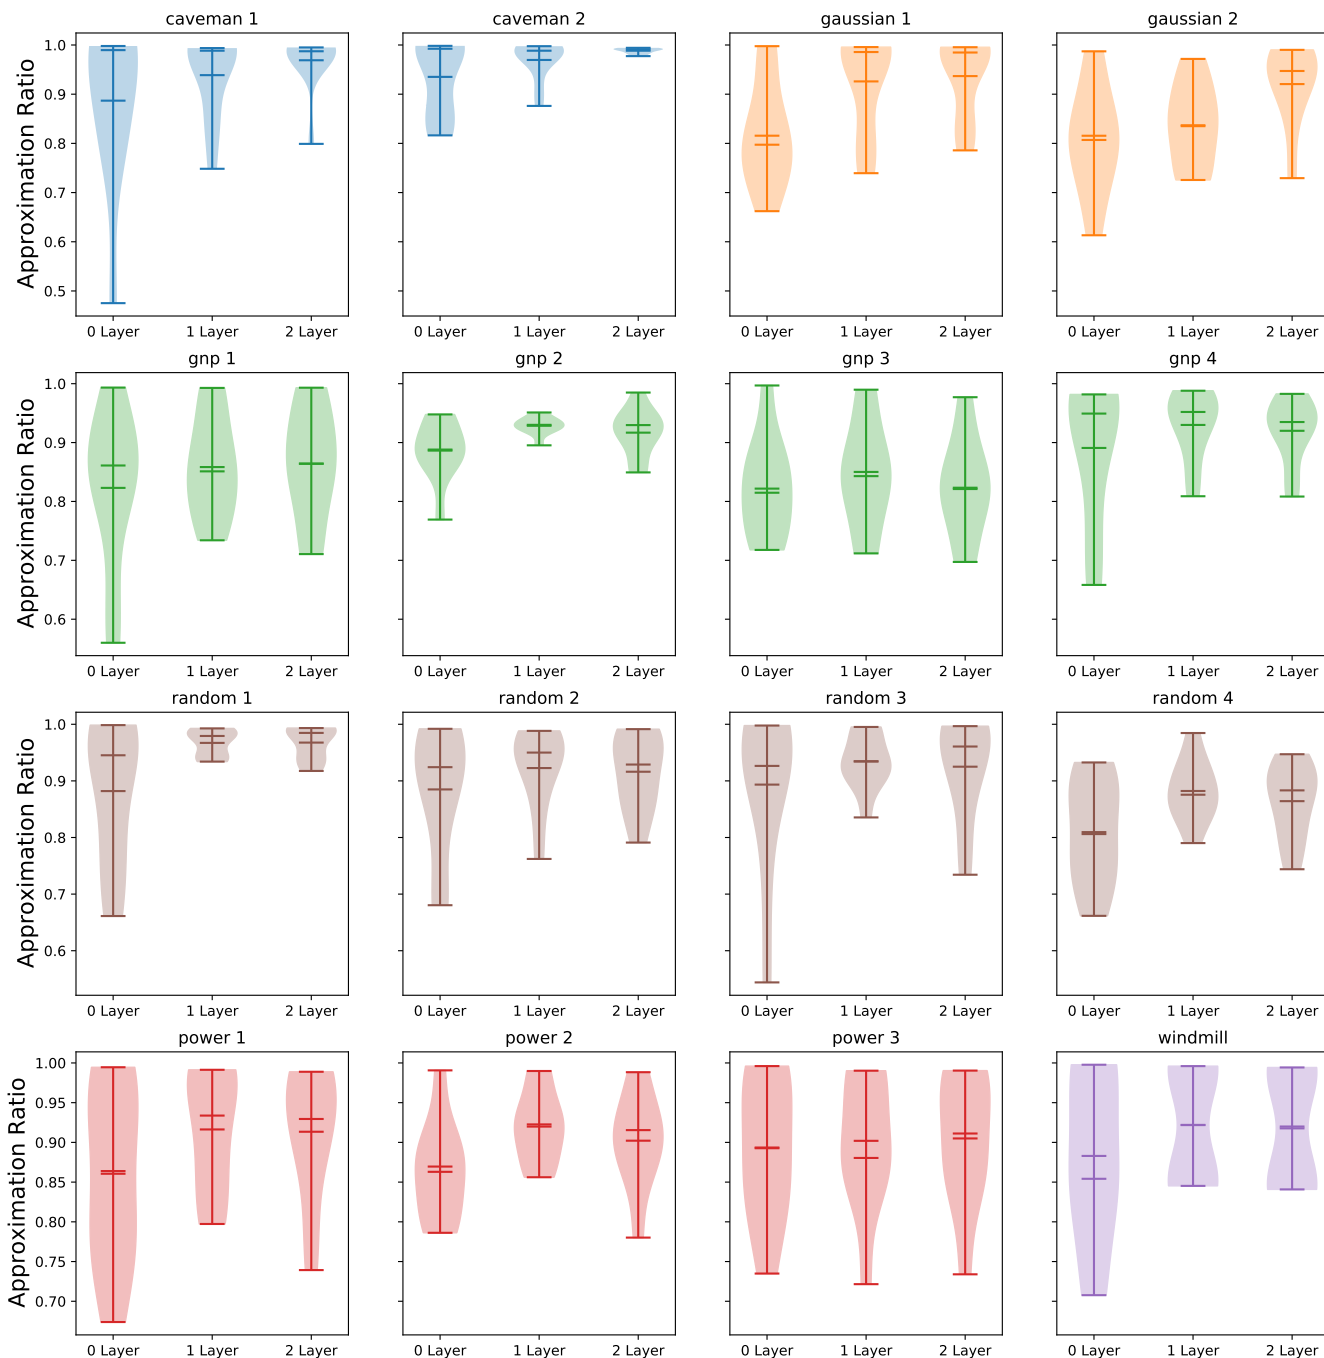 caveman 1
caveman 2
gaussian 1
gaussian 2
Approximation Ratio
1.0
0.9
0.8
0.7
0.6
0.5
0 Layer 1 Layer 2 Layer
0 Layer 1 Layer 2 Layer
0 Layer 1 Layer 2 Layer
0 Layer 1 Layer 2 Layer
gnp 1
gnp 2
gnp 3
gnp 4
Approximation Ratio
1.0
0.9
0.8
0.7
0.6
0 Layer 1 Layer 2 Layer
0 Layer 1 Layer 2 Layer
0 Layer 1 Layer 2 Layer
0 Layer 1 Layer 2 Layer
random 1
random 2
random 3
random 4
Approximation Ratio
1.0
0.9
0.8
0.7
0.6
0 Layer 1 Layer 2 Layer
0 Layer 1 Layer 2 Layer
0 Layer 1 Layer 2 Layer
0 Layer 1 Layer 2 Layer
power 1
power 2
power 3
windmill
Approximation Ratio
1.00
0.95
0.90
0.85
0.80
0.75
0.70
0 Layer 1 Layer 2 Layer
0 Layer 1 Layer 2 Layer
0 Layer 1 Layer 2 Layer
0 Layer 1 Layer 2 Layer